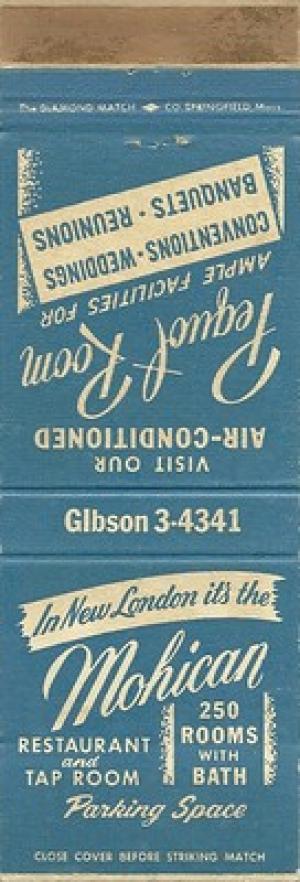 The DIAMOND MATCH CO. SPRINGFIELD, Mass.
VISIT OUR
AIR-CONDITIONED
Pequot Room
AMPLE FACILITIES FOR
CONVENTIONS · WEDDINGS
BANQUETS · REUNIONS
GIbson 3-4341
In New London it's the
Mohican
RESTAURANT
and
TAP ROOM
250
ROOMS
WITH
BATH
Parking Space
CLOSE COVER BEFORE STRIKING MATCH